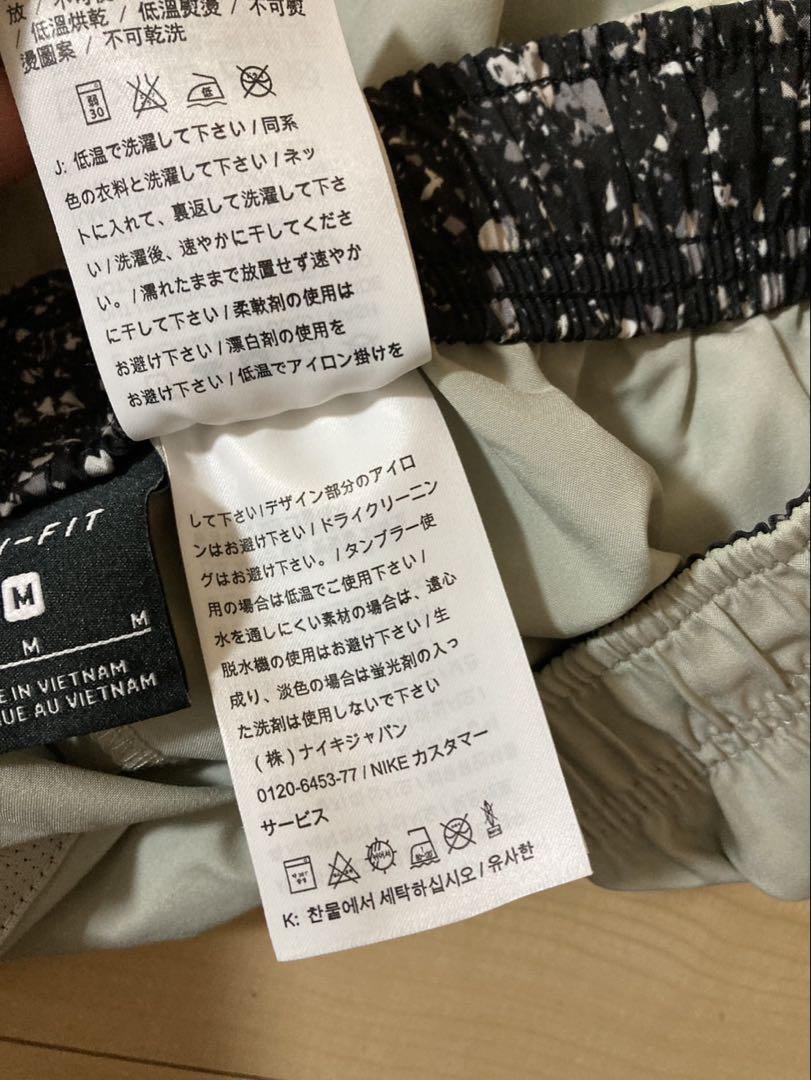 放 / 不可使
/ 低溫烘乾 / 低溫熨燙 / 不可熨
燙圖案 / 不可乾洗
弱
30
低
J: 低温で洗濯して下さい / 同系
色の衣料と洗濯して下さい / ネッ
トに入れて、裏返して洗濯して下さ
い / 洗濯後、速やかに干してくださ
い。/ 濡れたままで放置せず速やか
に干して下さい / 柔軟剤の使用は
お避け下さい / 漂白剤の使用を
お避け下さい / 低温でアイロン掛けを
して下さい/デザイン部分のアイロ
ンはお避け下さい / ドライクリーニン
グはお避け下さい。/ タンブラー使
用の場合は低温でご使用下さい /
水を通しにくい素材の場合は、遠心
脱水機の使用はお避け下さい / 生
成り、淡色の場合は蛍光剤の入っ
た洗剤は使用しないで下さい
(株) ナイキジャパン
0120-6453-77 / NIKE カスタマー
サービス
K: 찬물에서 세탁하십시오 / 유사한
-FIT
M
M M
IN VIETNAM
AU VIETNAM